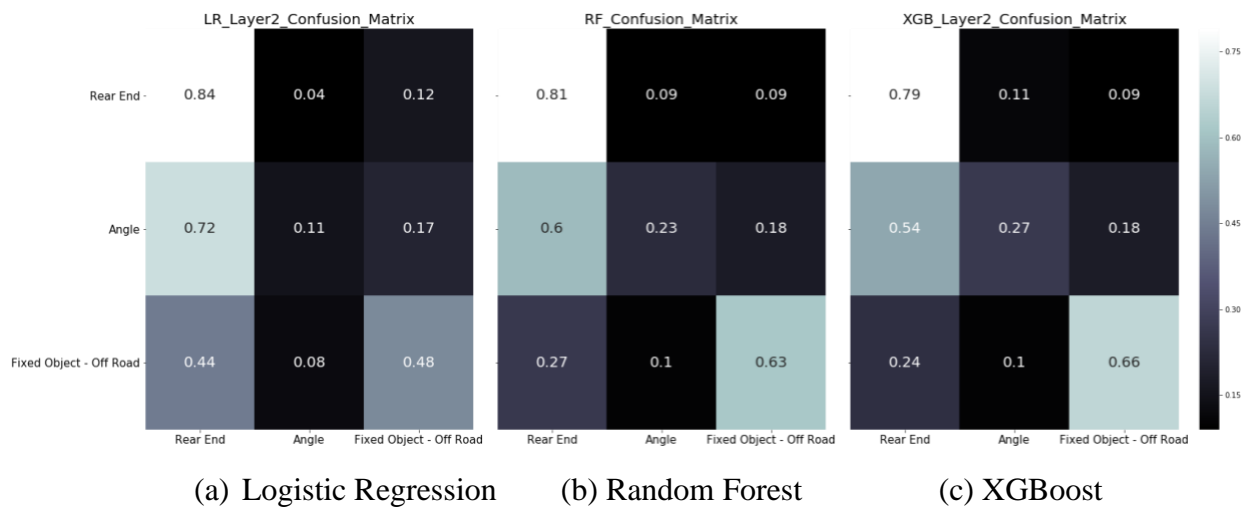 LR_Layer2_Confusion_Matrix RF_Confusion_Matrix XGB_Layer2_Confusion_Matrix
0.75
Rear End 0.84 0.04 0.12 0.81 0.09 0.09 0.79 0.11 0.09
0.60
Angle 0.72 0.11 0.17 0.6 0.23 0.18 0.54 0.27 0.18 0.45
0.30
Fixed Object - Off Road 0.44 0.08 0.48 0.27 0.1 0.63 0.24 0.1 0.66
0.15
Rear End Angle Fixed Object - Off Road Rear End Angle Fixed Object - Off Road Rear End Angle Fixed Object - Off Road
(a) Logistic Regression (b) Random Forest (c) XGBoost